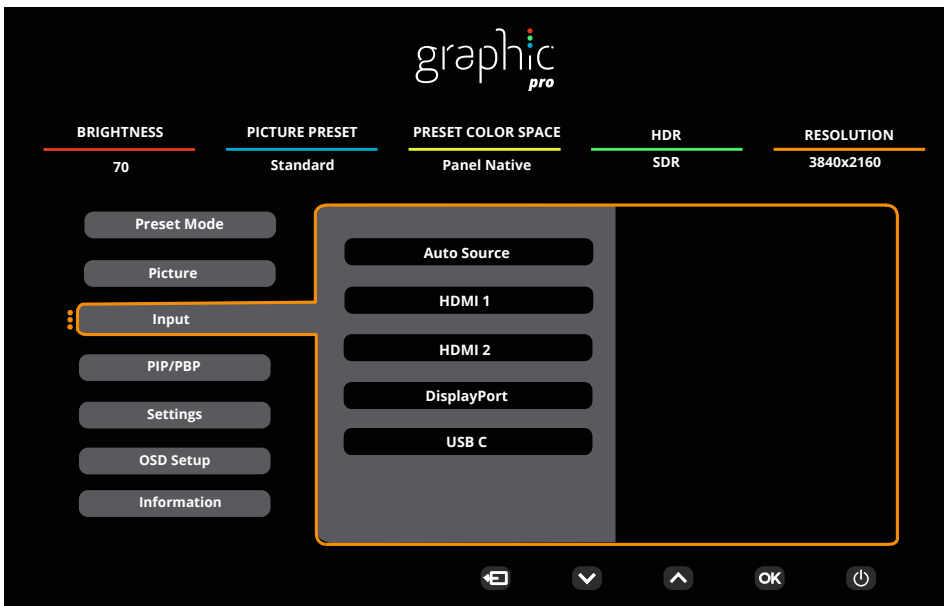 graphic
pro
BRIGHTNESS
PICTURE PRESET
PRESET COLOR SPACE
HDR
RESOLUTION
70
Standard
Panel Native
SDR
3840x2160
Preset Mode
Picture
Input
PIP/PBP
Settings
OSD Setup
Information
Auto Source
HDMI 1
HDMI 2
DisplayPort
USB C
OK